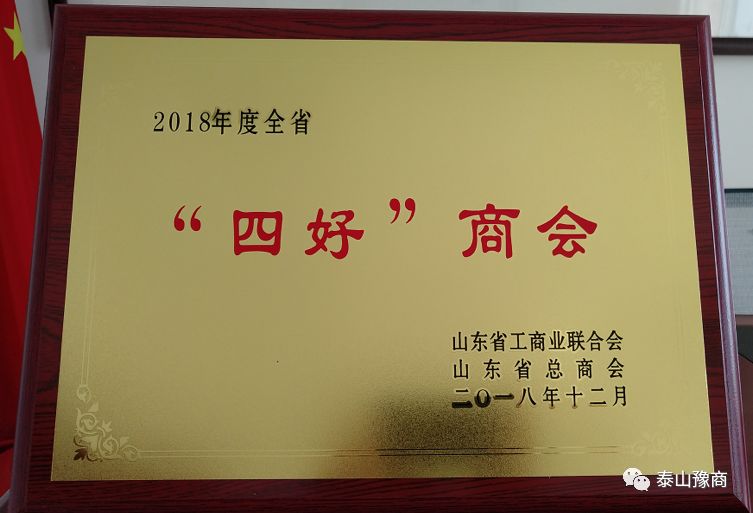 2018年度全省
“四好”商会
山东省工商业联合会
山东省总商会
二〇一八年十二月
泰山豫商